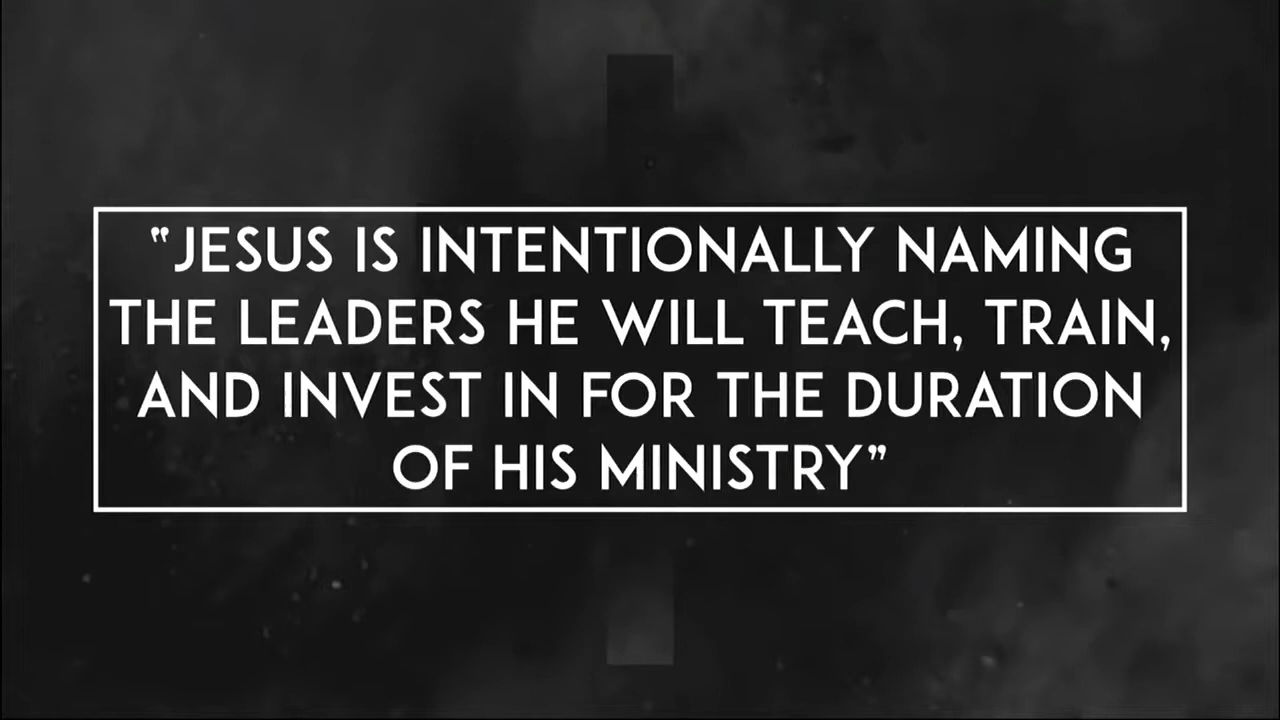 "JESUS IS INTENTIONALLY NAMING
THE LEADERS HE WILL TEACH, TRAIN,
AND INVEST IN FOR THE DURATION
OF HIS MINISTRY”